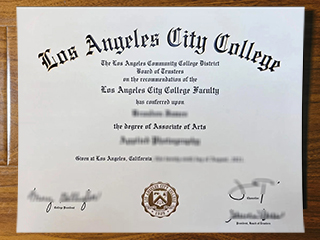 Los Angeles City College
The Los Angeles Community College District
Board of Trustees
on the recommendation of the
Los Angeles City College Faculty
has conferred upon
the degree of Associate of Arts
Applied Photography
Given at Los Angeles, California